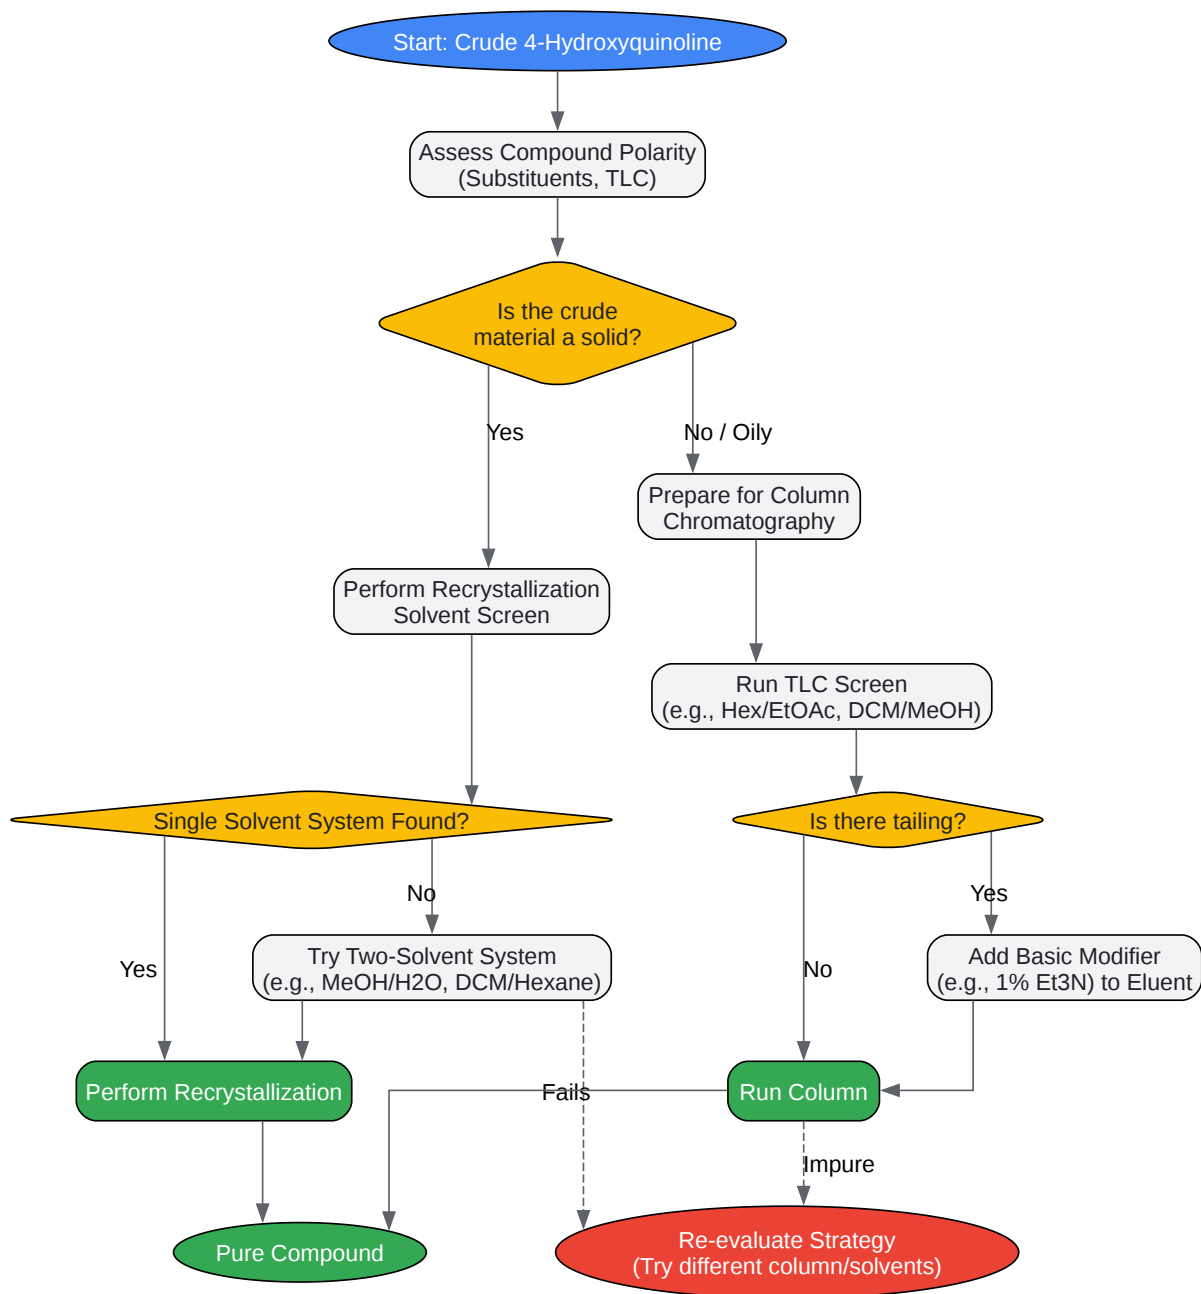 Start: Crude 4-Hydroxyquinoline
Assess Compound Polarity
(Substituents, TLC)
Is the crude
material a solid?
Yes
No / Oily
Prepare for Column
Chromatography
Perform Recrystallization
Solvent Screen
Run TLC Screen
(e.g., Hex/EtOAc, DCM/MeOH)
Single Solvent System Found?
Is there tailing?
No
Yes
Yes
Try Two-Solvent System
(e.g., MeOH/H2O, DCM/Hexane)
No
Add Basic Modifier
(e.g., 1% Et3N) to Eluent
Perform Recrystallization
Fails
Run Column
Impure
Pure Compound
Re-evaluate Strategy
(Try different column/solvents)